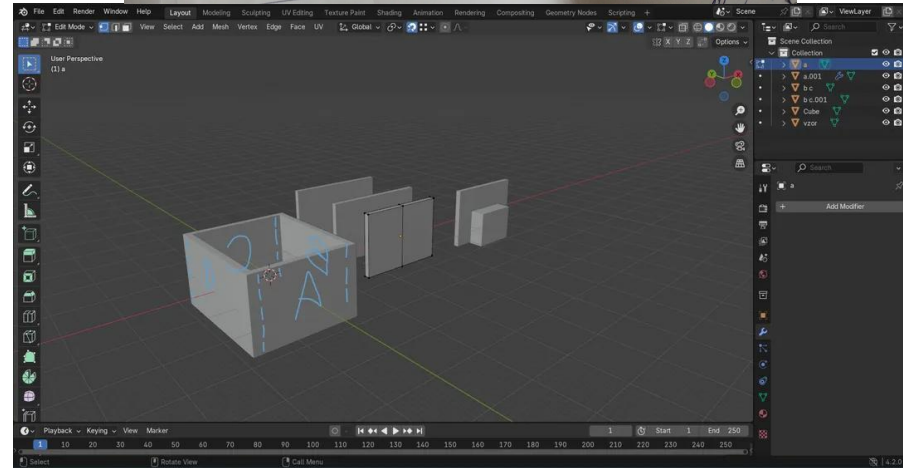 File Edit Render Window Help Layout Modeling Sculpting UV Editing Texture Paint Shading Animation Rendering Compositing Geometry Nodes Scripting + Scene ViewLayer
Edit Mode View Select Add Mesh Vertex Edge Face UV Global Search
X Y Z Options
User Perspective
(1) a
Scene Collection
Collection
a
a.001
b c
b c.001
Cube
vzor
Search
a
+ Add Modifier
A
Playback Keying View Marker 1 Start 1 End 250
1 10 20 30 40 50 60 70 80 90 100 110 120 130 140 150 160 170 180 190 200 210 220 230 240 250
Select Rotate View Call Menu 4.2.0